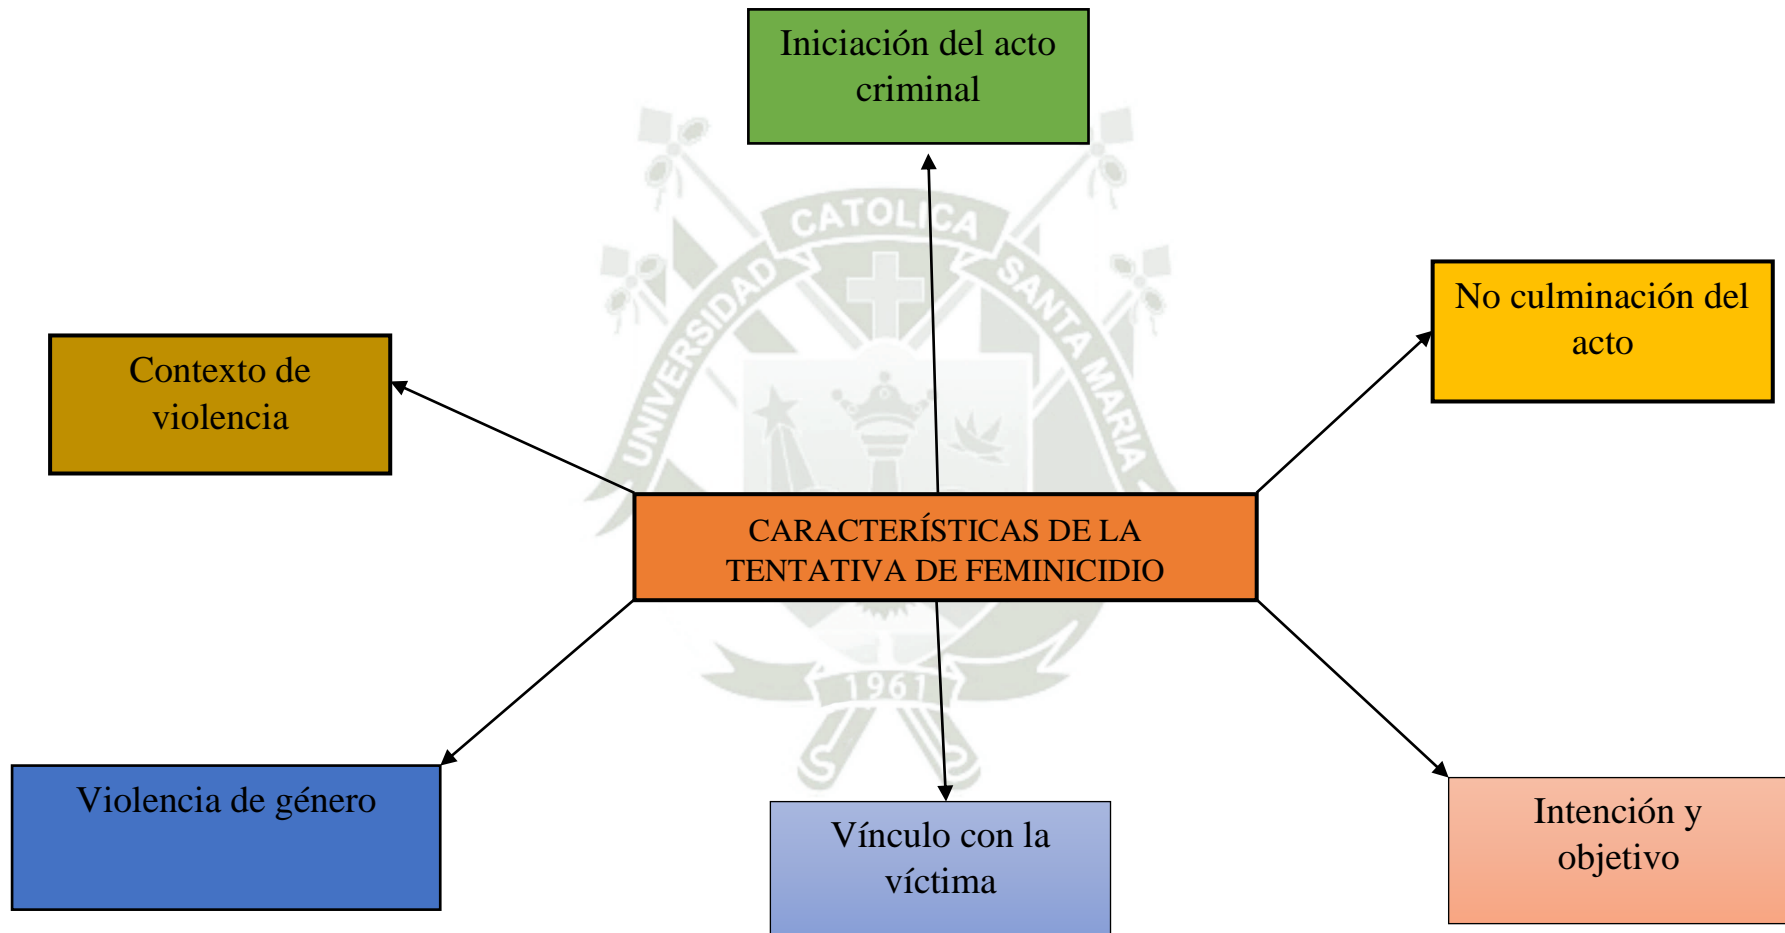 Iniciación del acto
criminal
UNIVERSIDAD CATOLICA SANTA MARIA
No culminación del
acto
Contexto de
violencia
CARACTERÍSTICAS DE LA
TENTATIVA DE FEMINICIDIO
1961
Violencia de género
Vínculo con la
víctima
Intención y
objetivo